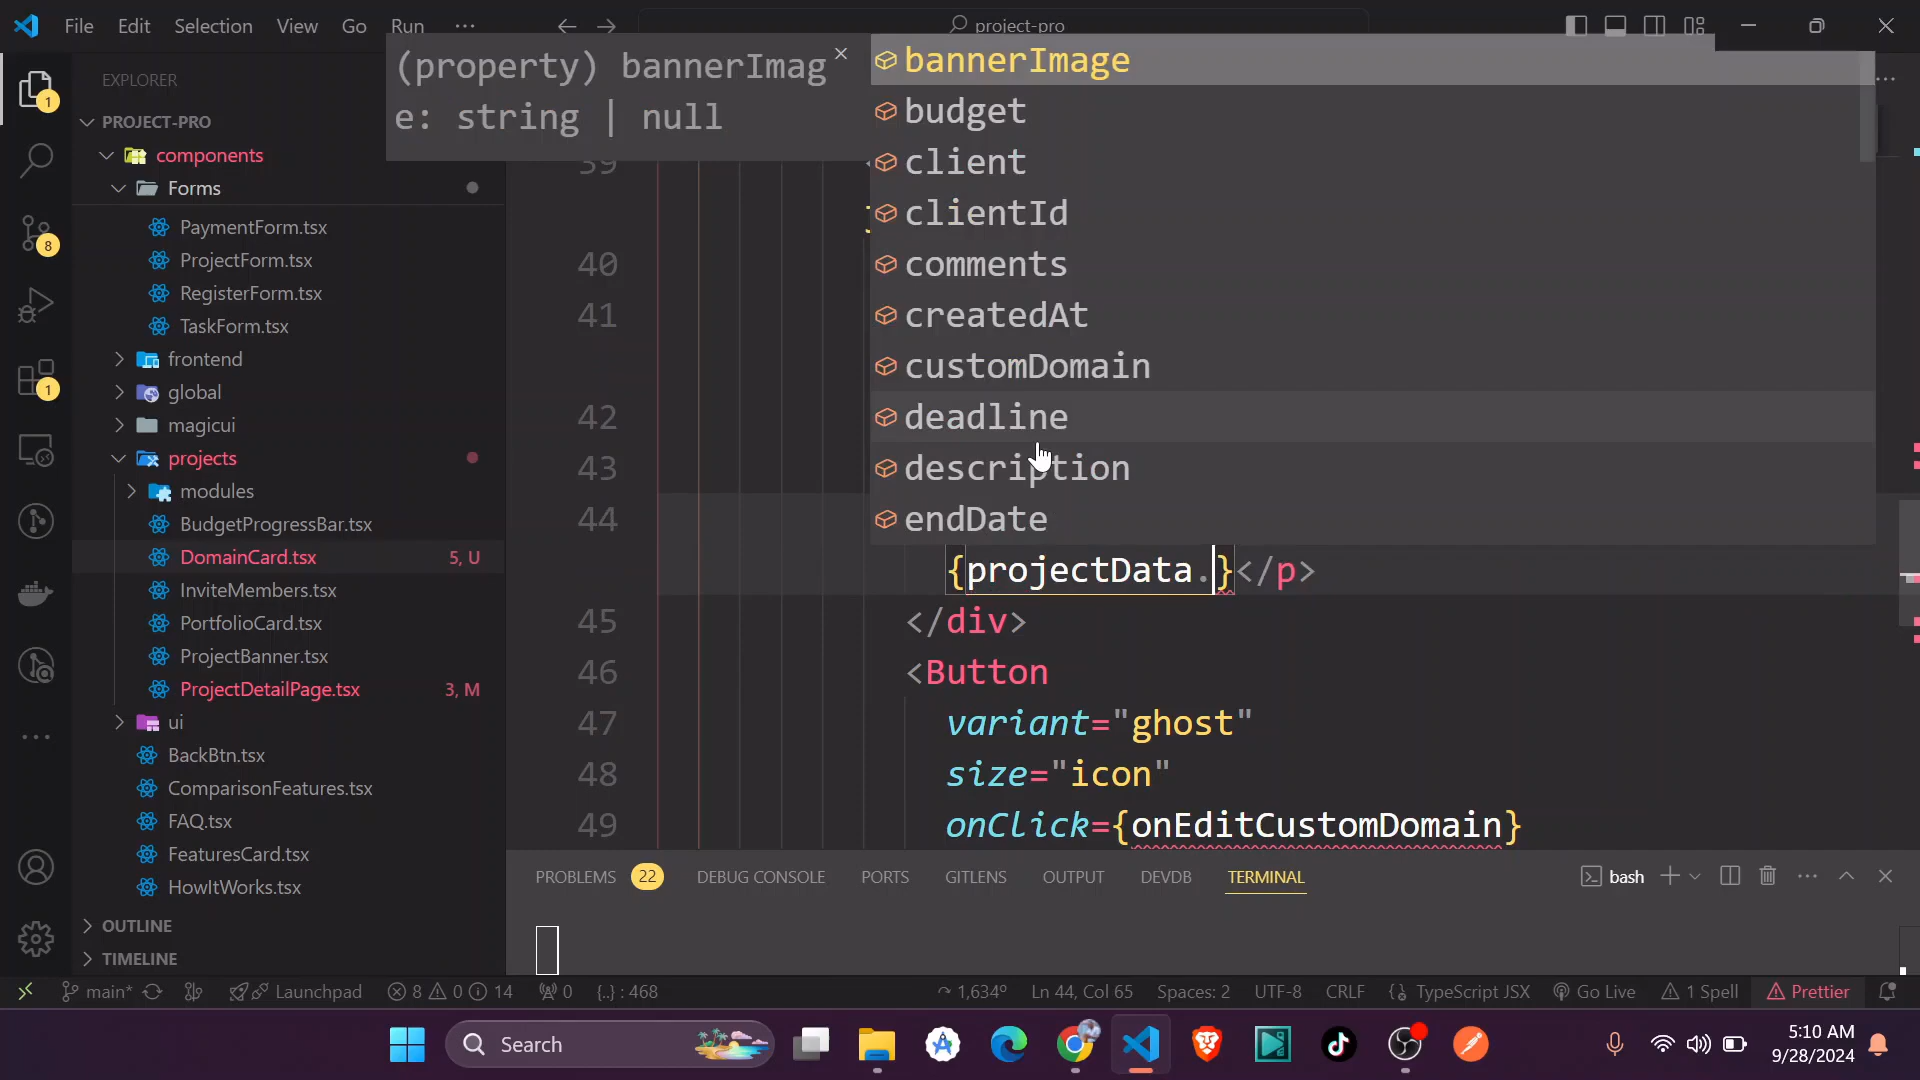 File Edit Selection View Go Run ...
project-pro
EXPLORER
1
PROJECT-PRO
components
Forms
PaymentForm.tsx
ProjectForm.tsx
RegisterForm.tsx
TaskForm.tsx
frontend
global
magicui
projects
modules
BudgetProgressBar.tsx
DomainCard.tsx 5, U
InviteMembers.tsx
PortfolioCard.tsx
ProjectBanner.tsx
ProjectDetailPage.tsx 3, M
ui
BackBtn.tsx
ComparisonFeatures.tsx
FAQ.tsx
FeaturesCard.tsx
HowItWorks.tsx
OUTLINE
TIMELINE
8
1
(property) bannerImag
e: string | null
bannerImage
budget
client
clientId
comments
createdAt
customDomain
deadline
description
endDate
39
40
41
42
43
44
{projectData.}</p>
45 </div>
46 <Button
47 variant="ghost"
48 size="icon"
49 onClick={onEditCustomDomain}
PROBLEMS 22 DEBUG CONSOLE PORTS GITLENS OUTPUT DEVDB TERMINAL
bash
main* Launchpad 8 0 14 0 {..} : 468
1,634º Ln 44, Col 65 Spaces: 2 UTF-8 CRLF TypeScript JSX Go Live 1 Spell Prettier
Search
5:10 AM
9/28/2024